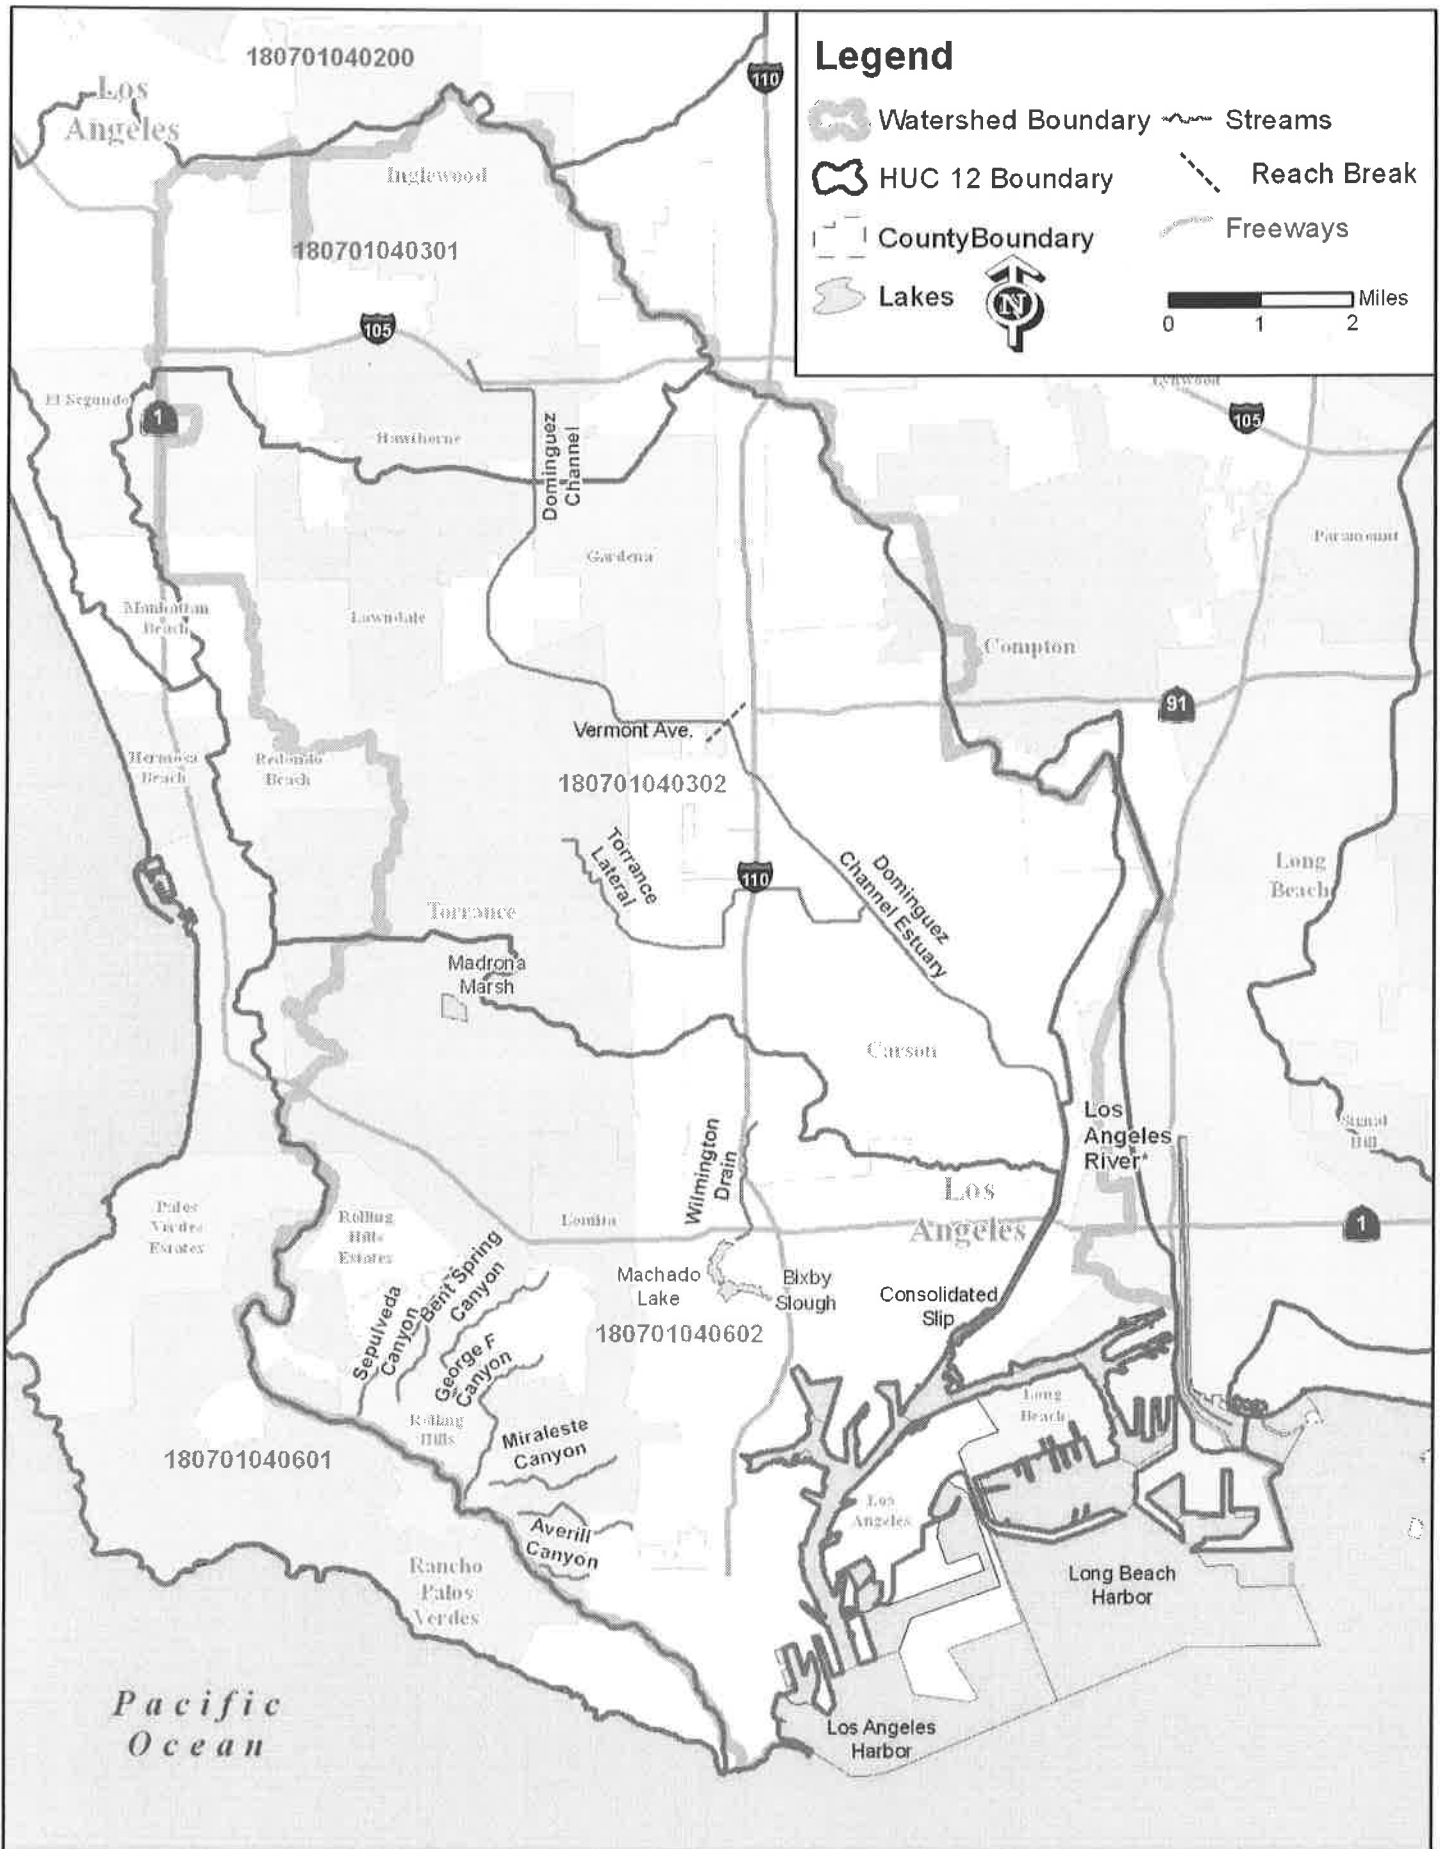 180701040200
Los
Angeles
110
Legend
Watershed Boundary
Streams
HUC 12 Boundary
Reach Break
CountyBoundary
Freeways
Lakes
N
Miles
0 1 2
Inglewood
180701040301
105
El Segundo
1
Hawthorne
Dominguez
Channel
Lynwood
105
Gardena
Paramount
Manhattan
Beach
Lawndale
Compton
Vermont Ave.
91
Hermosa
Beach
Redondo
Beach
180701040302
Torrance
Lateral
110
Dominguez
Channel Estuary
Long
Beach
Torrance
Madrona
Marsh
Carson
Los
Angeles
River*
Signal
Hill
Wilmington
Drain
Los
Angeles
1
Palos
Verdes
Estates
Rolling
Hills
Estates
Lomita
Bent Spring
Canyon
Sepulveda
Canyon
Machado
Lake
Bixby
Slough
Consolidated
Slip
180701040602
George F
Canyon
Long
Beach
Rolling
Hills
Miraleste
Canyon
180701040601
Los
Angeles
Averill
Canyon
Rancho
Palos
Verdes
Long Beach
Harbor
Pacific
Ocean
Los Angeles
Harbor